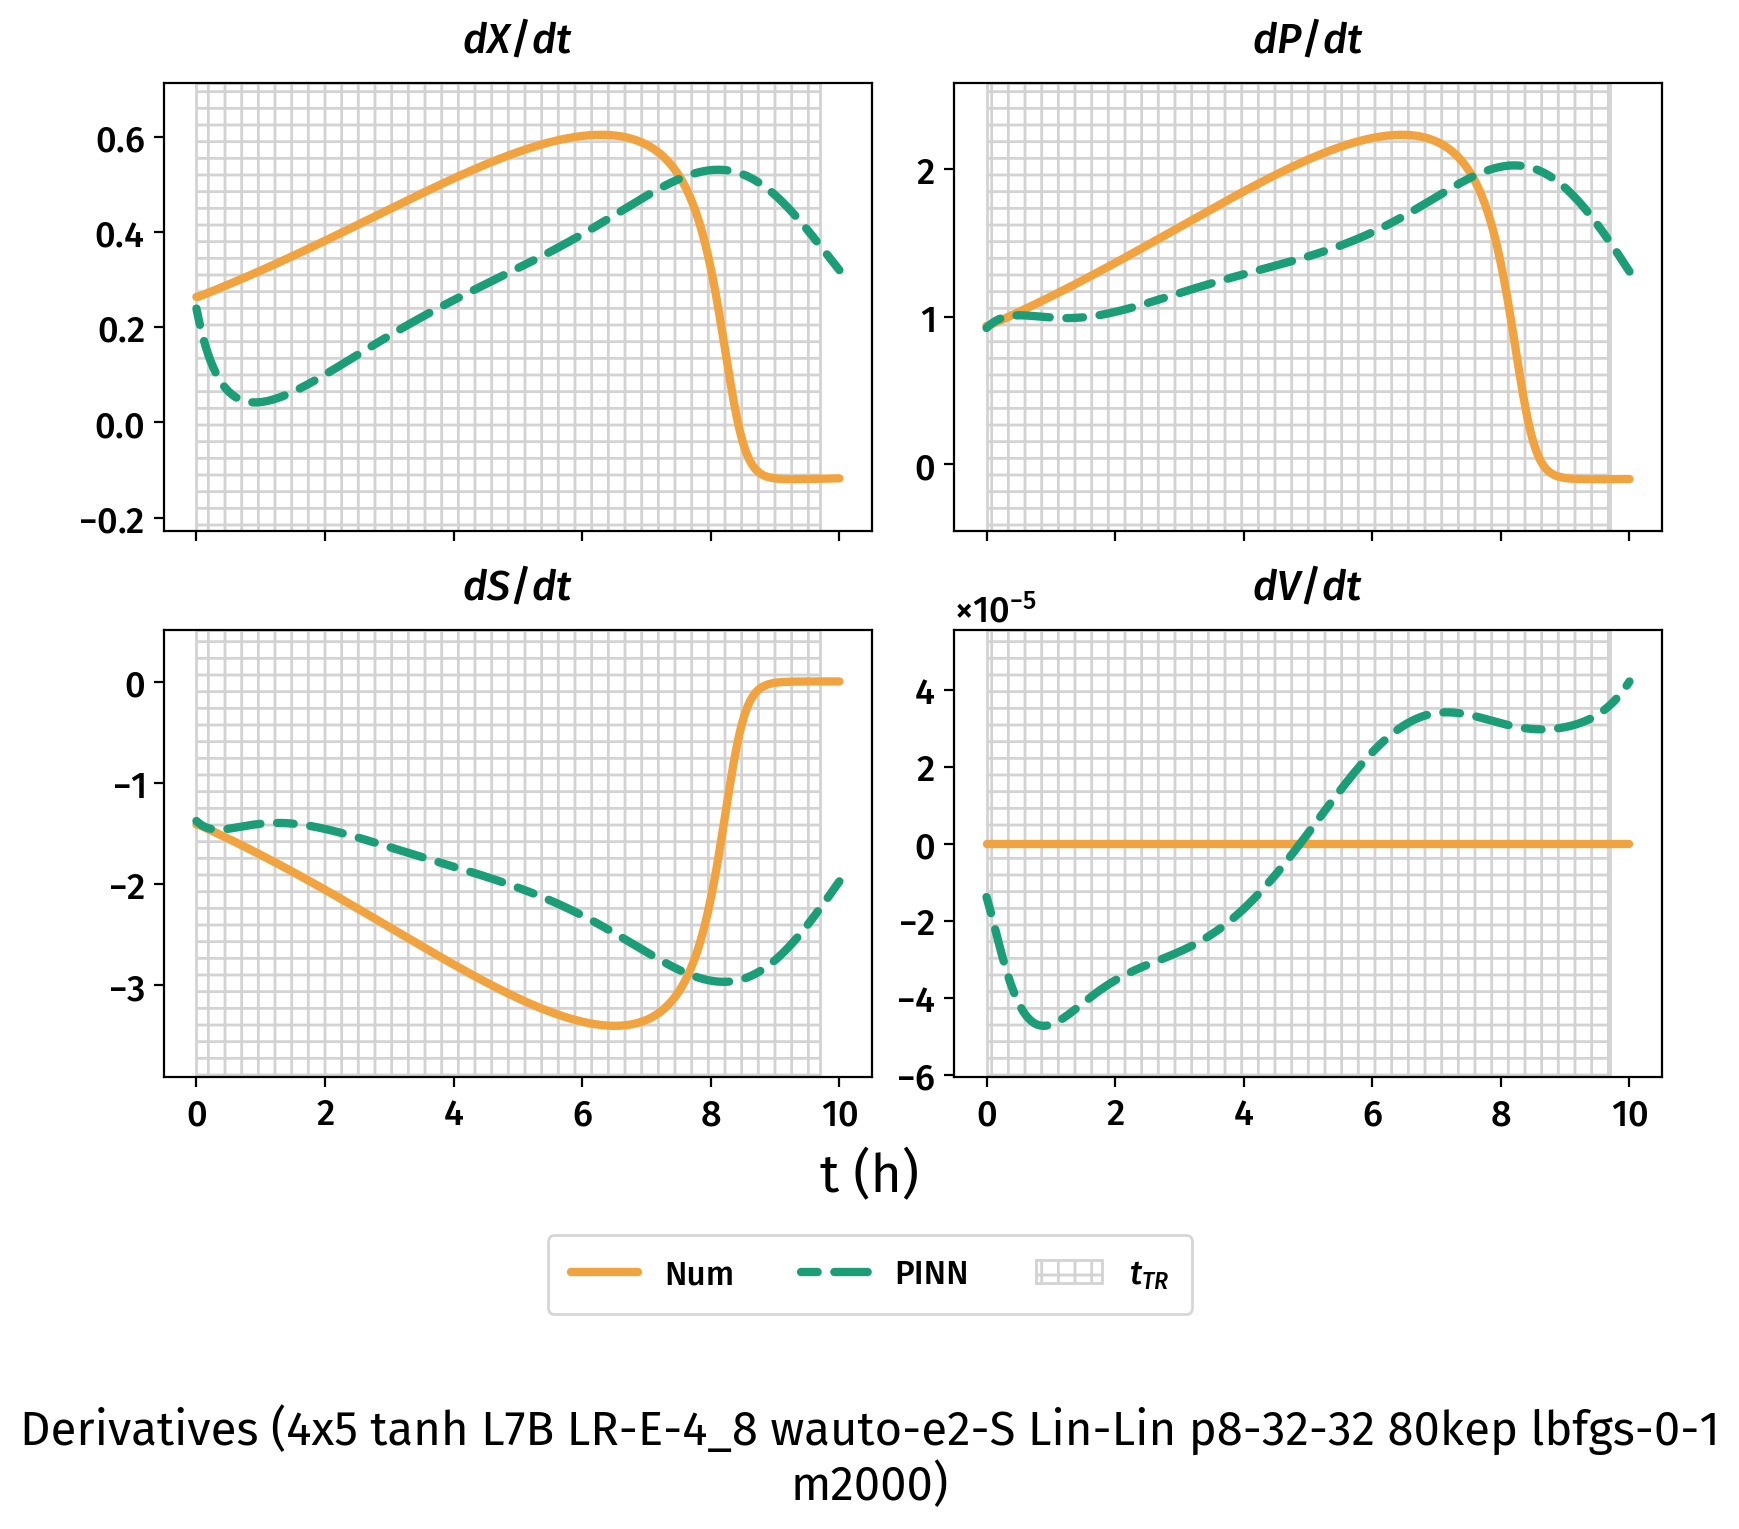 dX/dt
dP/dt
0.6
0.4
0.2
0.0
−0.2
2
1
0
dS/dt
dV/dt
×10⁻⁵
0
−1
−2
−3
4
2
0
−2
−4
−6
0 2 4 6 8 10
0 2 4 6 8 10
t (h)
Num PINN t_TR
Derivatives (4x5 tanh L7B LR-E-4_8 wauto-e2-S Lin-Lin p8-32-32 80kep lbfgs-0-1
m2000)